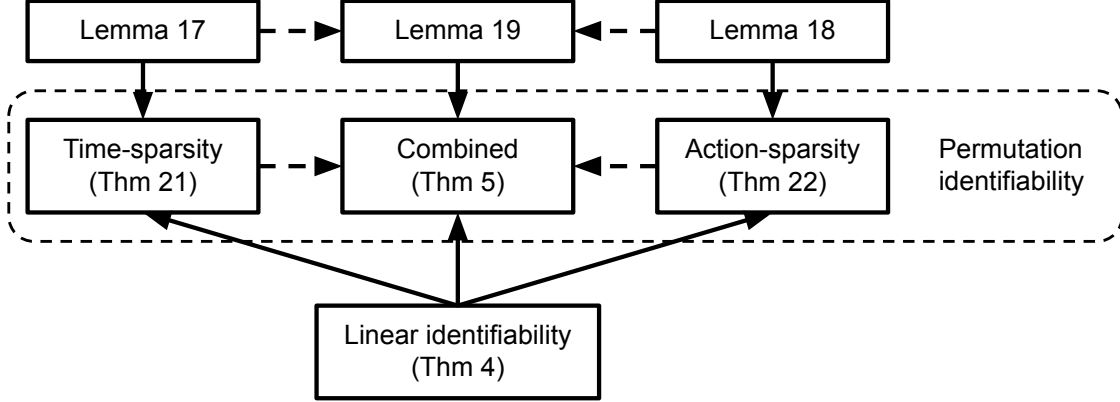 Lemma 17
Lemma 19
Lemma 18
Time-sparsity
(Thm 21)
Combined
(Thm 5)
Action-sparsity
(Thm 22)
Permutation
identifiability
Linear identifiability
(Thm 4)